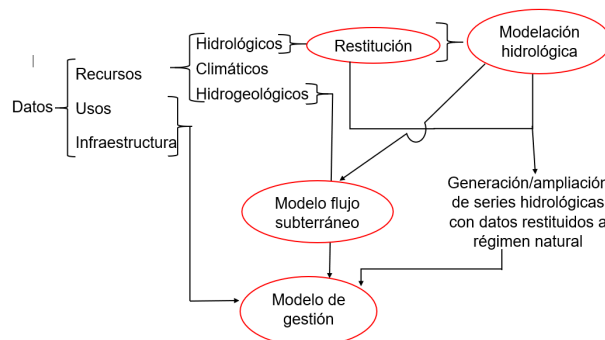 Datos
Recursos
Usos
Infraestructura
Hidrológicos
Climáticos
Hidrogeológicos
Restitución
Modelación
hidrológica
Modelo flujo
subterráneo
Generación/ampliación
de series hidrológicas
con datos restituidos a
régimen natural
Modelo de
gestión